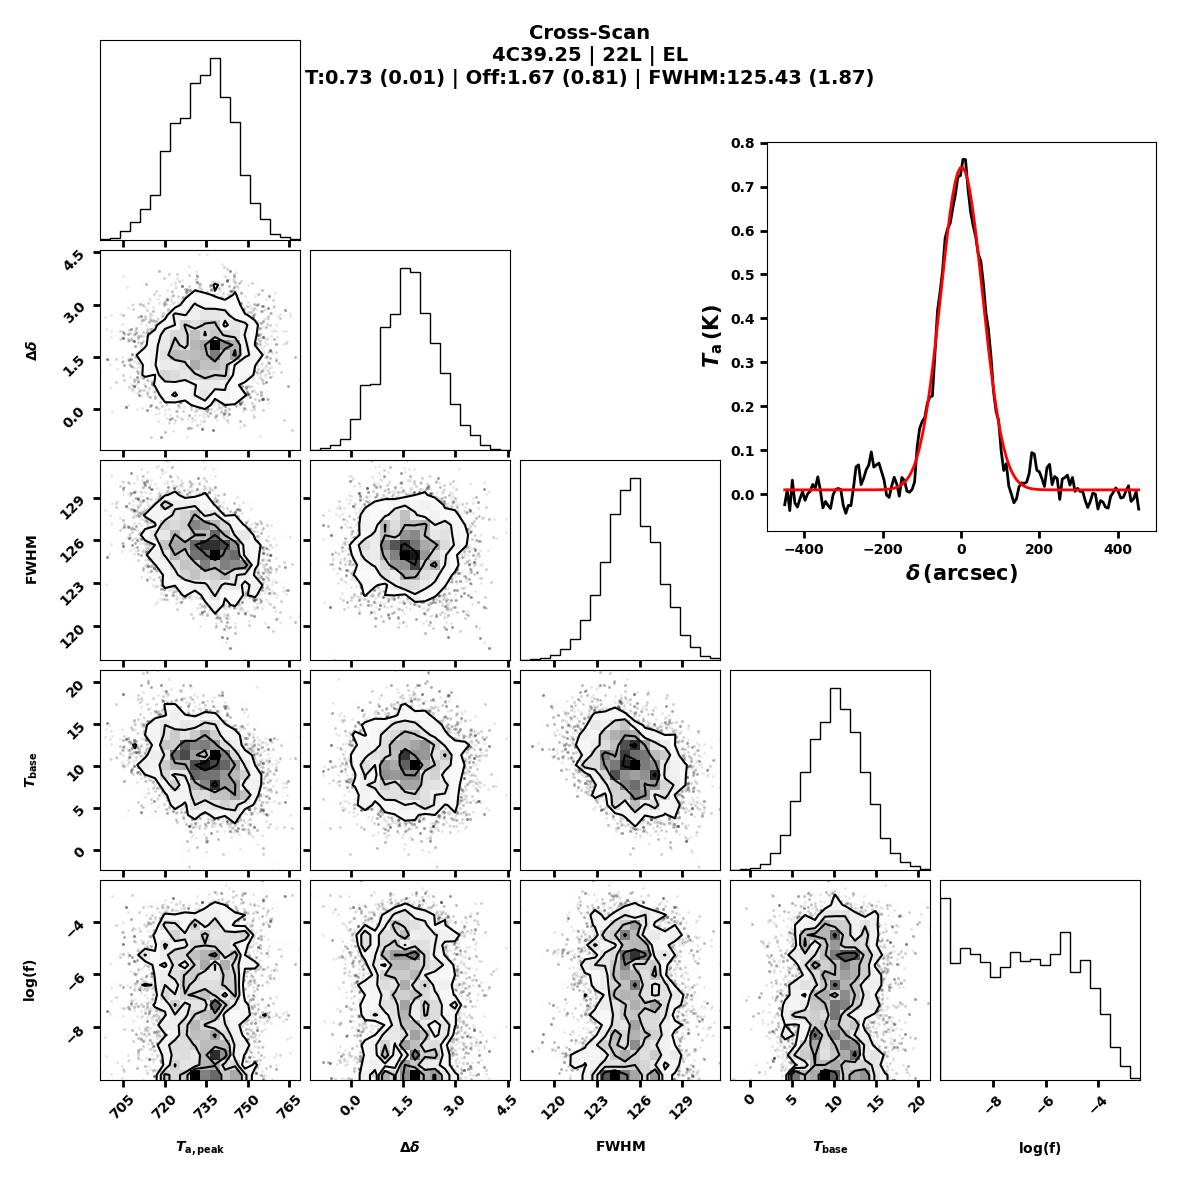 Cross-Scan
4C39.25 | 22L | EL
T:0.73 (0.01) | Off:1.67 (0.81) | FWHM:125.43 (1.87)
0.8
0.7
0.6
0.5
0.4
0.3
0.2
0.1
0.0
Ta (K)
−400 −200 0 200 400
δ (arcsec)
4.5
3.0
1.5
0.0
Δδ
129
126
123
120
FWHM
20
15
10
5
0
Tbase
−4
−6
−8
log(f)
705 720 735 750 765 0.0 1.5 3.0 4.5 120 123 126 129 0 5 10 15 20 −8 −6 −4
Ta,peak Δδ FWHM Tbase log(f)